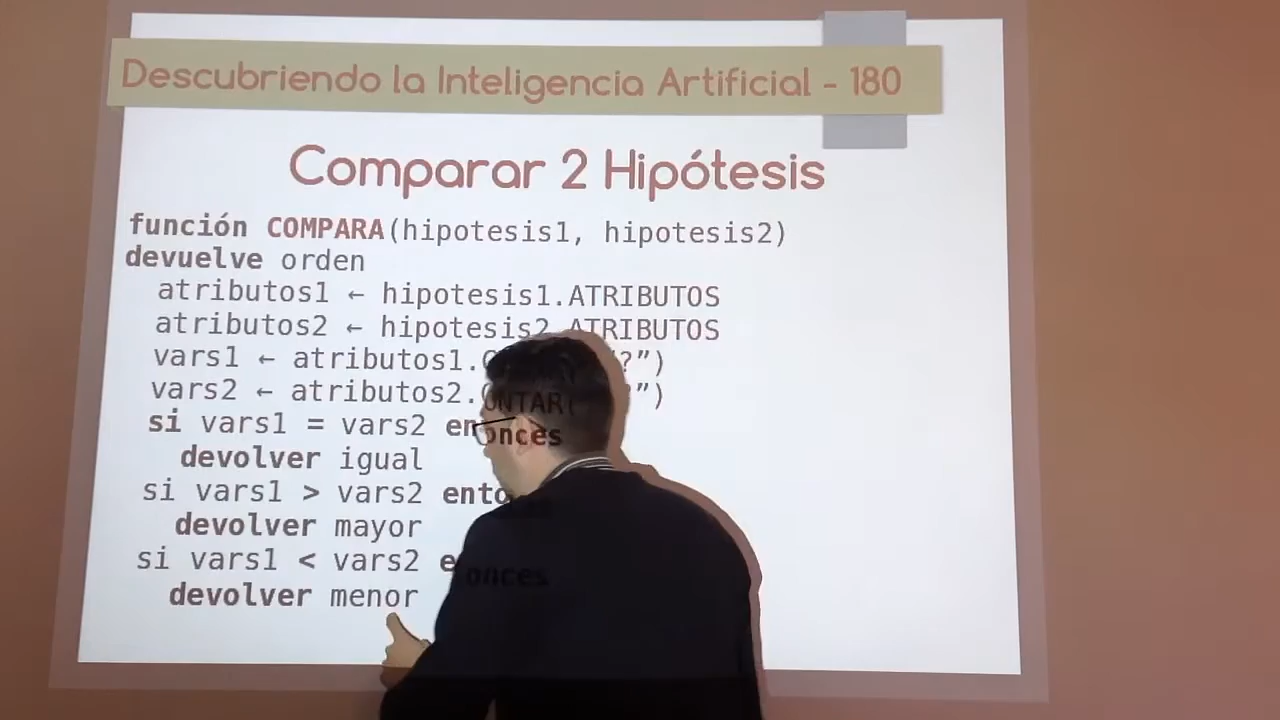 Descubriendo la Inteligencia Artificial - 180
Comparar 2 Hipótesis
función COMPARA(hipotesis1, hipotesis2)
devuelve orden
atributos1 ← hipotesis1.ATRIBUTOS
atributos2 ← hipotesis2.ATRIBUTOS
vars1 ← atributos1. ?”)
vars2 ← atributos2.CONTAR( ”)
si vars1 = vars2 entonces
devolver igual
si vars1 > vars2
devolver mayor
si vars1 < vars2 entonces
devolver menor